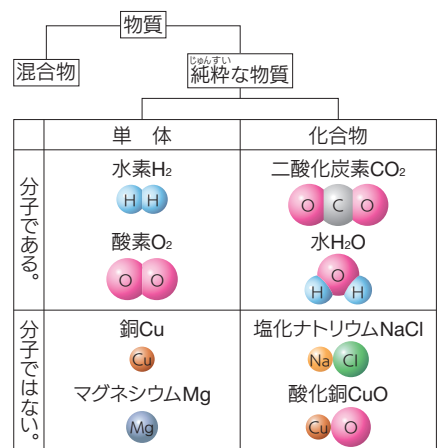 物質
混合物
じゅんすい
純粋な物質
単 体
化合物
分子である。
水素H₂
H H
酸素O₂
O O
二酸化炭素CO₂
O C O
水H₂O
O
H H
分子ではない。
銅Cu
Cu
マグネシウムMg
Mg
塩化ナトリウムNaCl
Na Cl
酸化銅CuO
Cu O